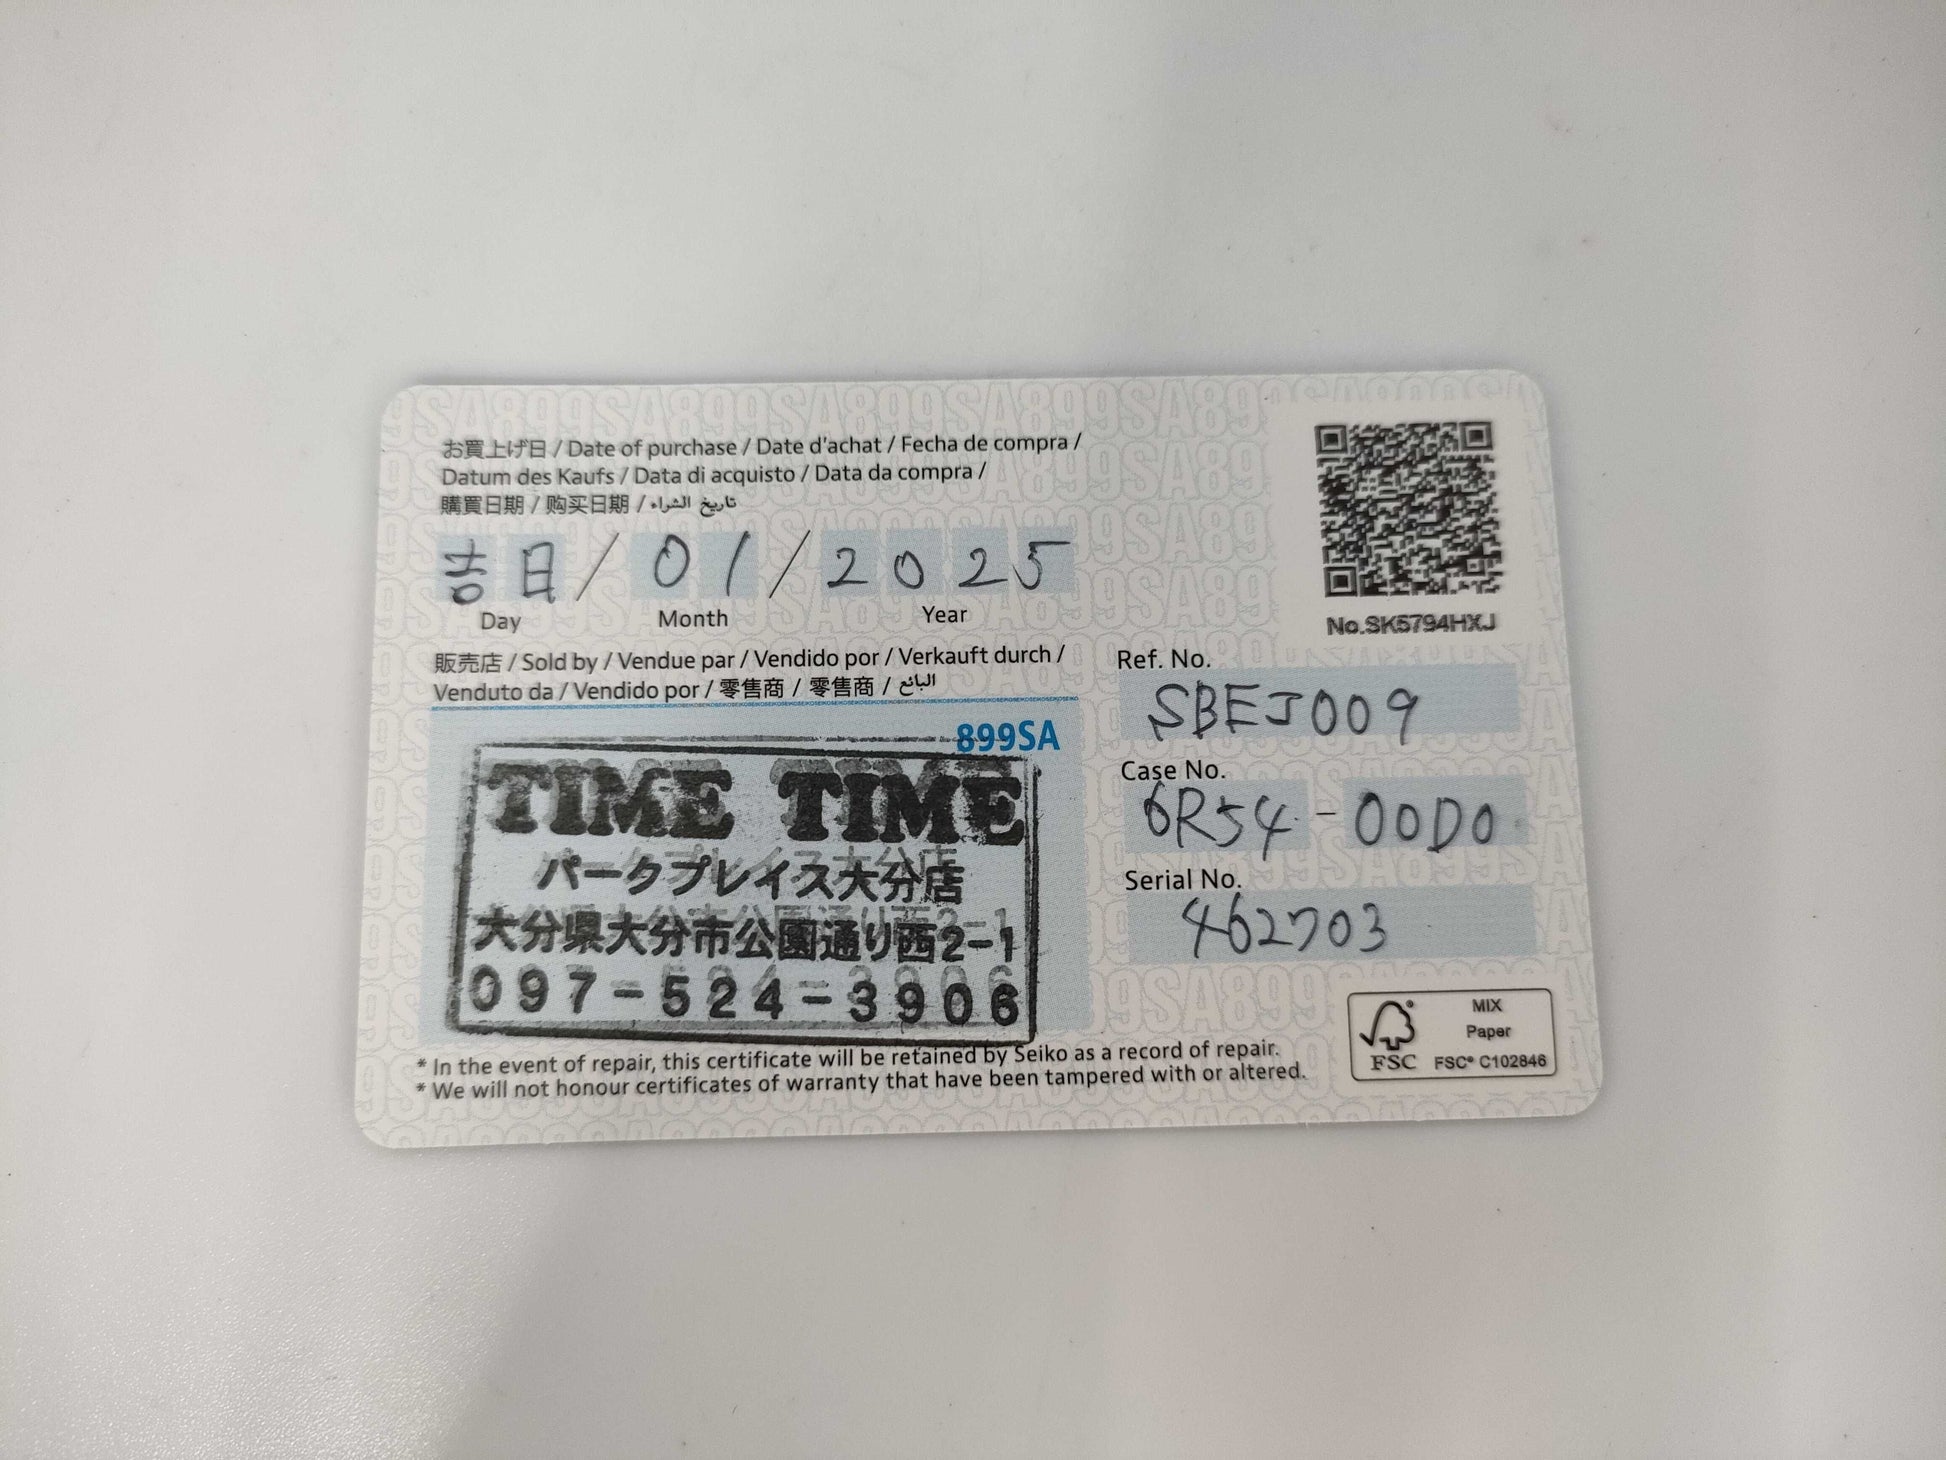 お買上げ日 / Date of purchase / Date d'achat / Fecha de compra /
Datum des Kaufs / Data di acquisto / Data da compra /
購買日期 / 购买日期 / تاريخ الشراء
吉日 / 01 / 2025
Day Month Year
販売店 / Sold by / Vendue par / Vendido por / Verkauft durch /
Venduto da / Vendido por / 零售商 / 零售商 / البائع
899SA
TIME TIME
パークプレイス大分店
大分県大分市公園通り西2-1
097-524-3906
No.SK5794HXJ
Ref. No.
SBEJ009
Case No.
6R54-00D0
Serial No.
462703
* In the event of repair, this certificate will be retained by Seiko as a record of repair.
* We will not honour certificates of warranty that have been tampered with or altered.
FSC
MIX
Paper
FSC® C102846